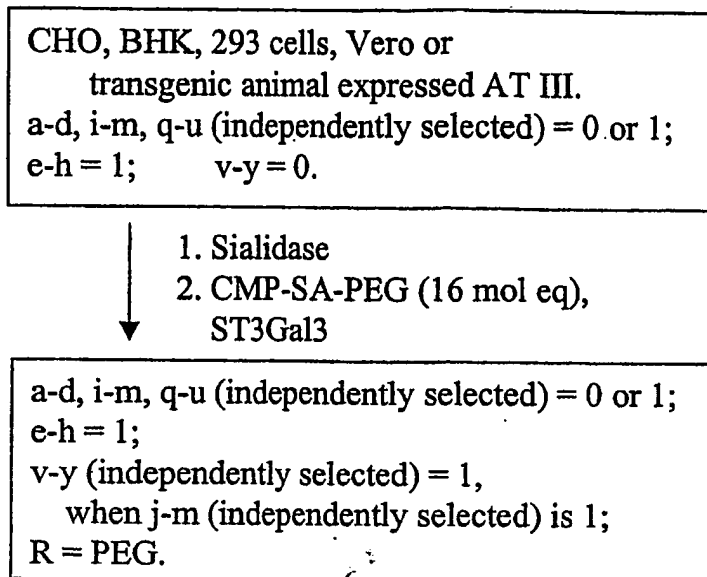 CHO, BHK, 293 cells, Vero or
transgenic animal expressed AT III.
a-d, i-m, q-u (independently selected) = 0 or 1;
e-h = 1; v-y = 0.
1. Sialidase
2. CMP-SA-PEG (16 mol eq),
ST3Gal3
a-d, i-m, q-u (independently selected) = 0 or 1;
e-h = 1;
v-y (independently selected) = 1,
when j-m (independently selected) is 1;
R = PEG.